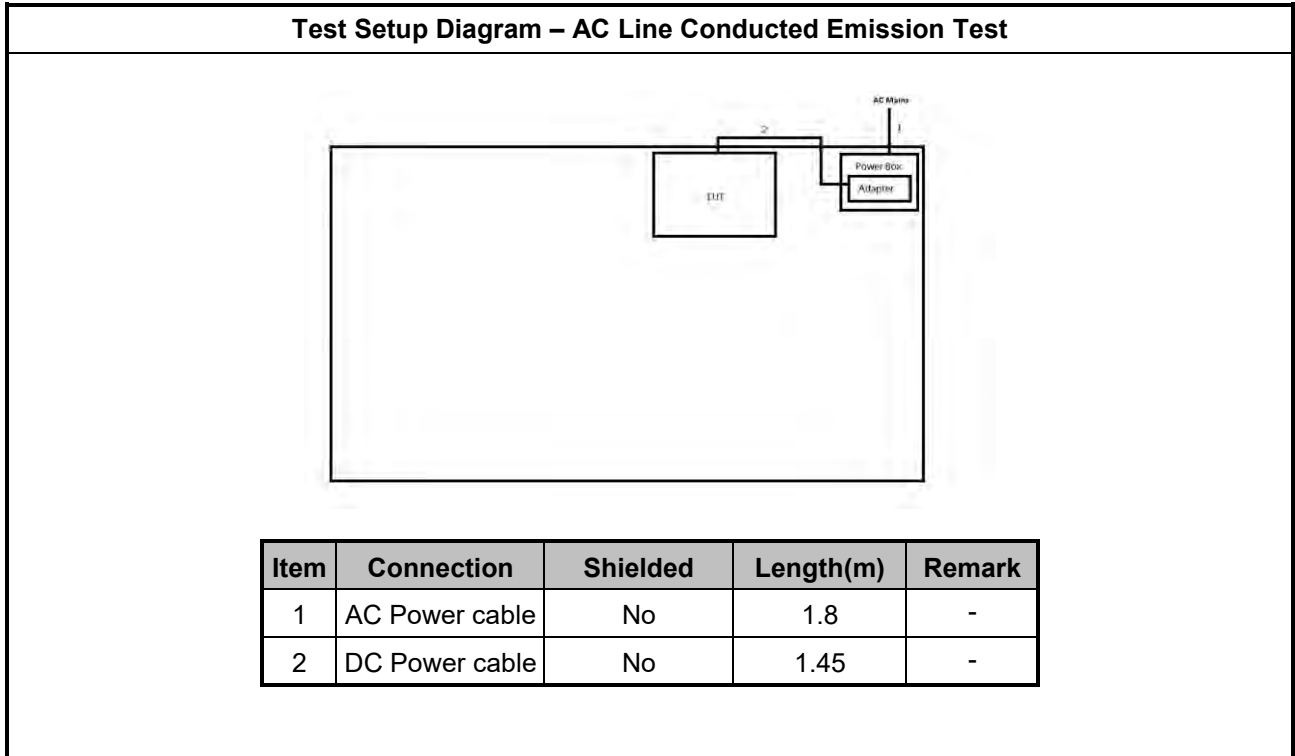 Test Setup Diagram – AC Line Conducted Emission Test
AC Mains
2
1
Power Box
Adapter
EUT
Item Connection Shielded Length(m) Remark
1 AC Power cable No 1.8 -
2 DC Power cable No 1.45 -